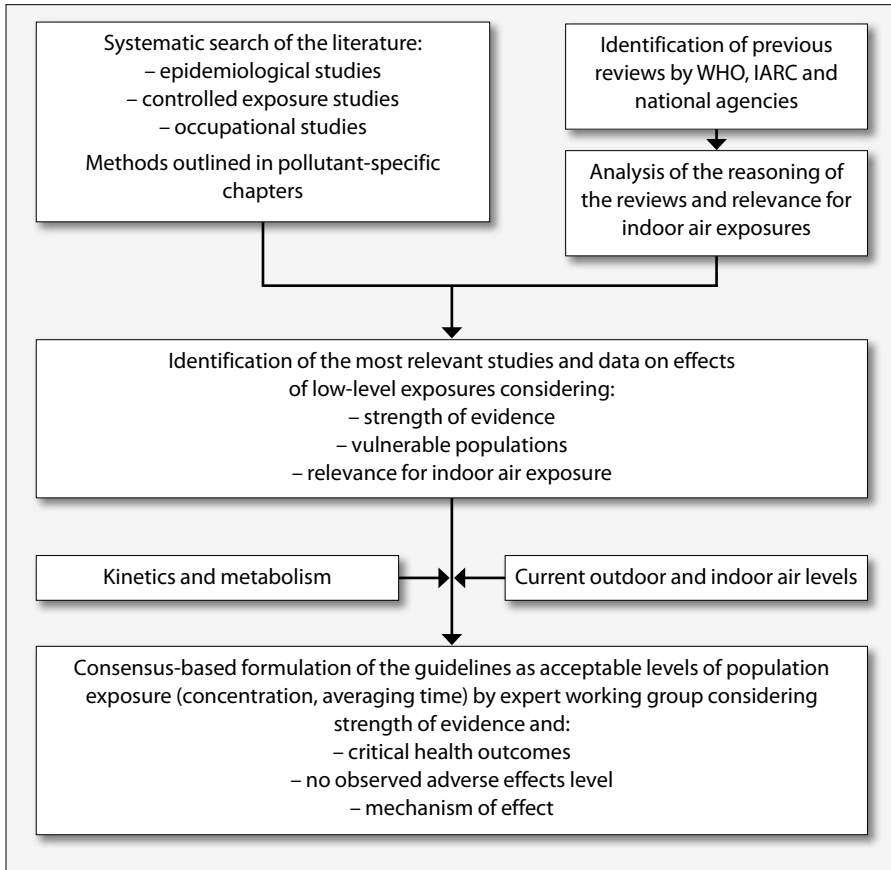 Systematic search of the literature:
– epidemiological studies
– controlled exposure studies
– occupational studies
Methods outlined in pollutant-specific
chapters
Identification of previous
reviews by WHO, IARC and
national agencies
Analysis of the reasoning of
the reviews and relevance for
indoor air exposures
Identification of the most relevant studies and data on effects
of low-level exposures considering:
– strength of evidence
– vulnerable populations
– relevance for indoor air exposure
Kinetics and metabolism
Current outdoor and indoor air levels
Consensus-based formulation of the guidelines as acceptable levels of population
exposure (concentration, averaging time) by expert working group considering
strength of evidence and:
– critical health outcomes
– no observed adverse effects level
– mechanism of effect